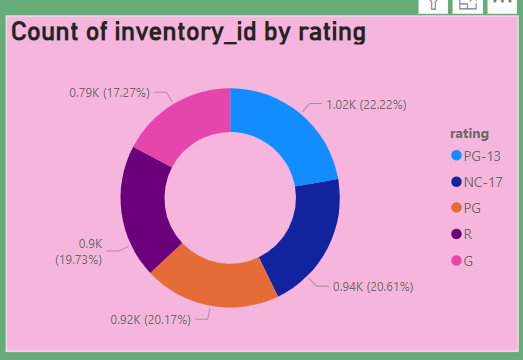 Count of inventory_id by rating
0.79K (17.27%)
1.02K (22.22%)
rating
PG-13
NC-17
PG
R
G
0.9K
(19.73%)
0.94K (20.61%)
0.92K (20.17%)